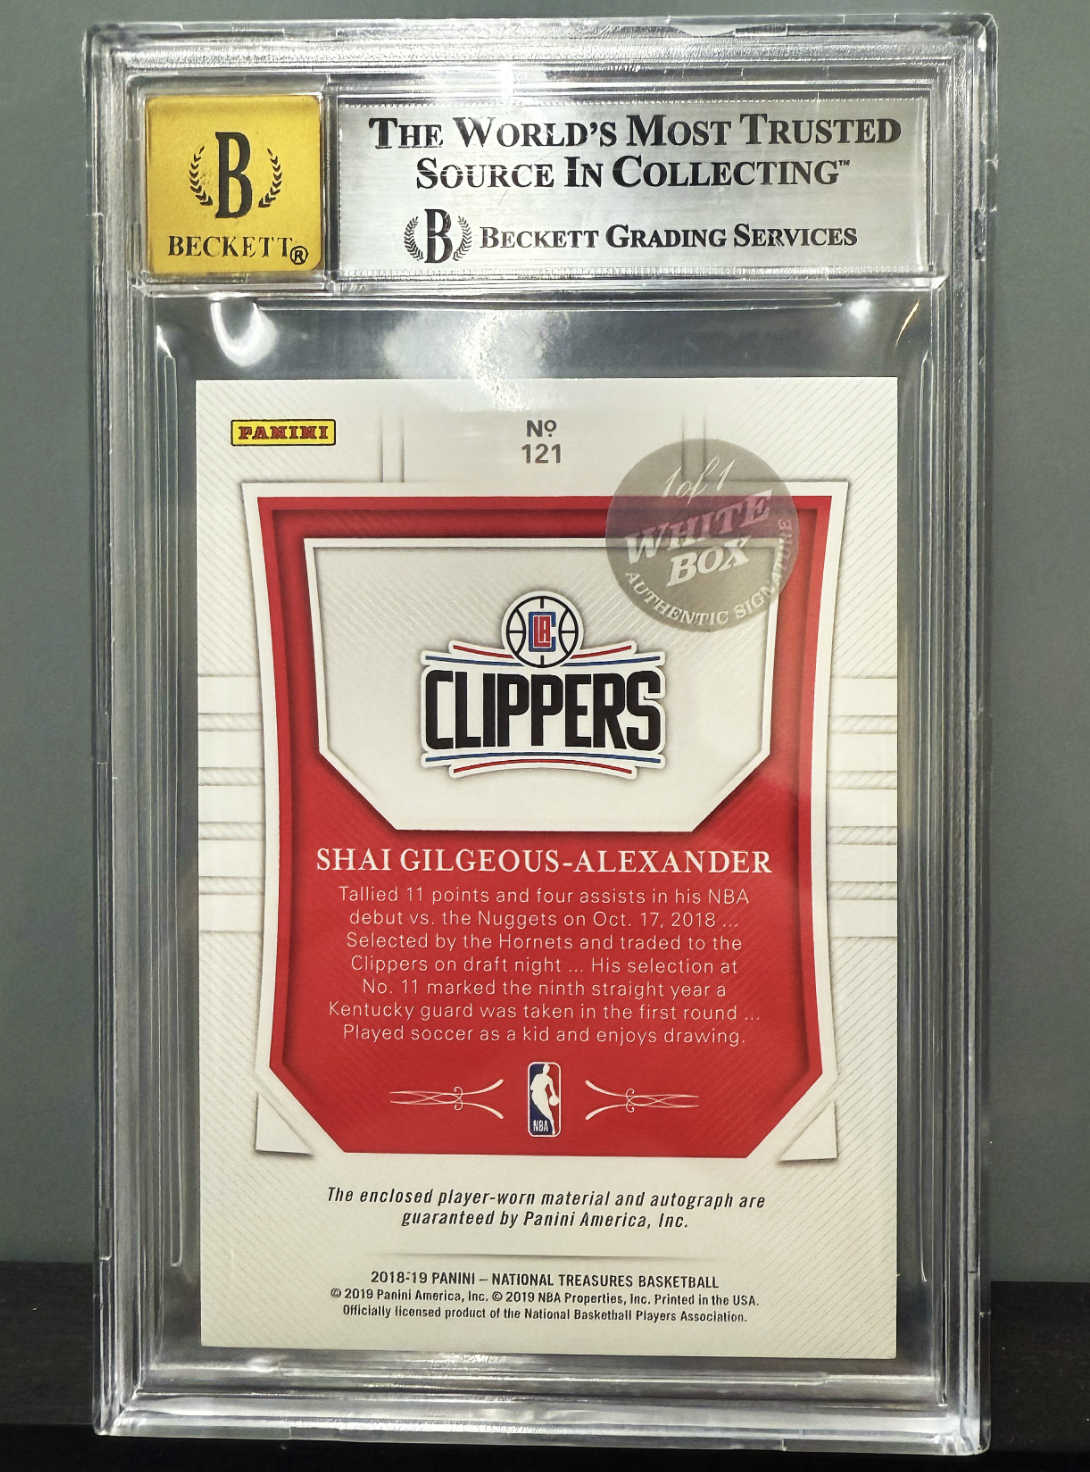 B
BECKETT®
THE WORLD'S MOST TRUSTED
SOURCE IN COLLECTING™
B BECKETT GRADING SERVICES
PANINI
Nº
121
1 of 1
WHITE
BOX
AUTHENTIC SIGNATURE
LAC
CLIPPERS
SHAI GILGEOUS-ALEXANDER
Tallied 11 points and four assists in his NBA
debut vs. the Nuggets on Oct. 17, 2018 ...
Selected by the Hornets and traded to the
Clippers on draft night ... His selection at
No. 11 marked the ninth straight year a
Kentucky guard was taken in the first round ...
Played soccer as a kid and enjoys drawing.
NBA
The enclosed player-worn material and autograph are
guaranteed by Panini America, Inc.
2018-19 PANINI – NATIONAL TREASURES BASKETBALL
© 2019 Panini America, Inc. © 2019 NBA Properties, Inc. Printed in the USA.
Officially licensed product of the National Basketball Players Association.